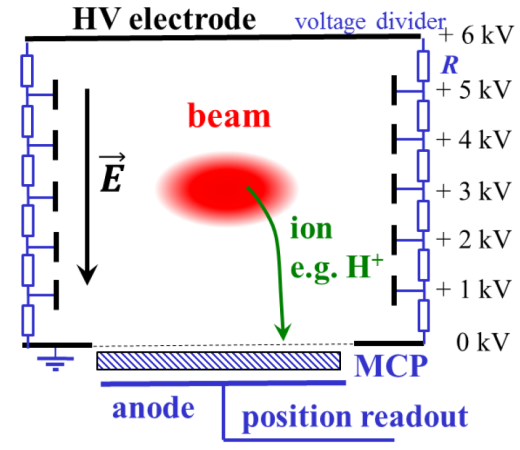 HV electrode
voltage divider
+ 6 kV
R
+ 5 kV
beam
+ 4 kV
E
+ 3 kV
ion
e.g. H⁺
+ 2 kV
+ 1 kV
0 kV
MCP
anode
position readout